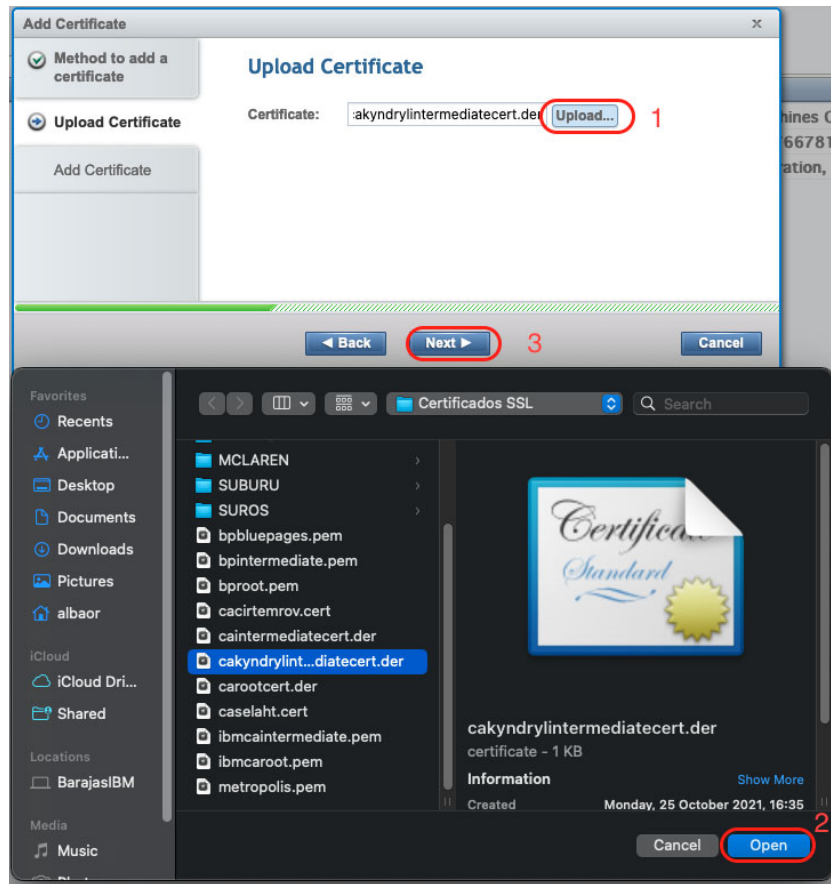 Add Certificate x
Method to add a
certificate
Upload Certificate
Add Certificate
Upload Certificate
Certificate: akyndrylintermediatecert.der Upload... 1
hines
66781
ation,
Back Next 3 Cancel
Favorites
Recents
Applicati...
Desktop
Documents
Downloads
Pictures
albaor
iCloud
iCloud Dri...
Shared
Locations
BarajasIBM
Media
Music
Certificados SSL Search
MCLAREN
SUBURU
SUROS
bpbluepages.pem
bpintermediate.pem
bproot.pem
cacirtemrov.cert
caintermediatecert.der
cakyndrylint...diatecert.der
carootcert.der
caselaht.cert
ibmcaintermediate.pem
ibmcaroot.pem
metropolis.pem
Standard
cakyndrylintermediatecert.der
certificate - 1 KB
Information Show More
Created Monday, 25 October 2021, 16:35
2
Cancel Open